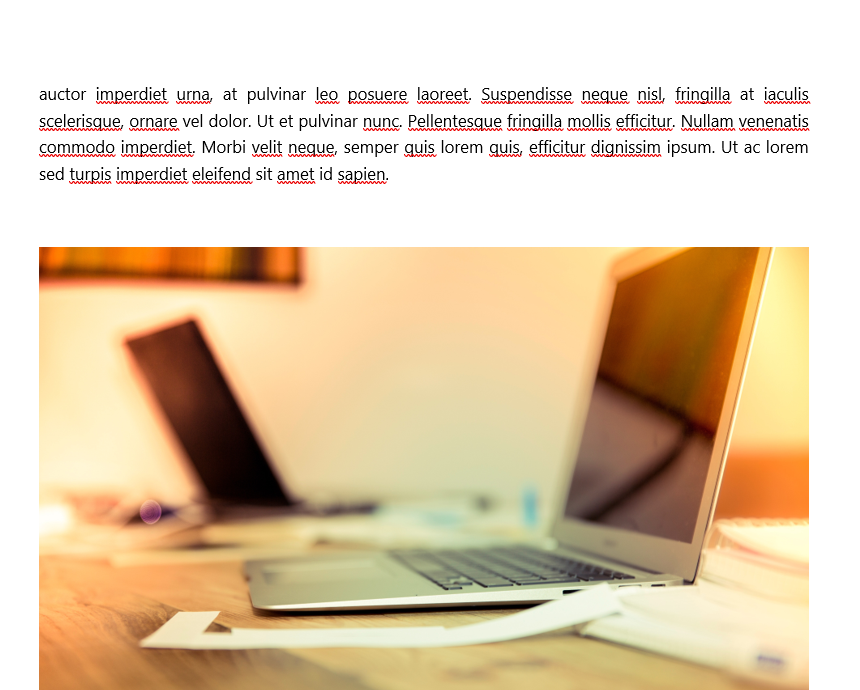 auctor imperdiet urna, at pulvinar leo posuere laoreet. Suspendisse neque nisl, fringilla at iaculis
scelerisque, ornare vel dolor. Ut et pulvinar nunc. Pellentesque fringilla mollis efficitur. Nullam venenatis
commodo imperdiet. Morbi velit neque, semper quis lorem quis, efficitur dignissim ipsum. Ut ac lorem
sed turpis imperdiet eleifend sit amet id sapien.